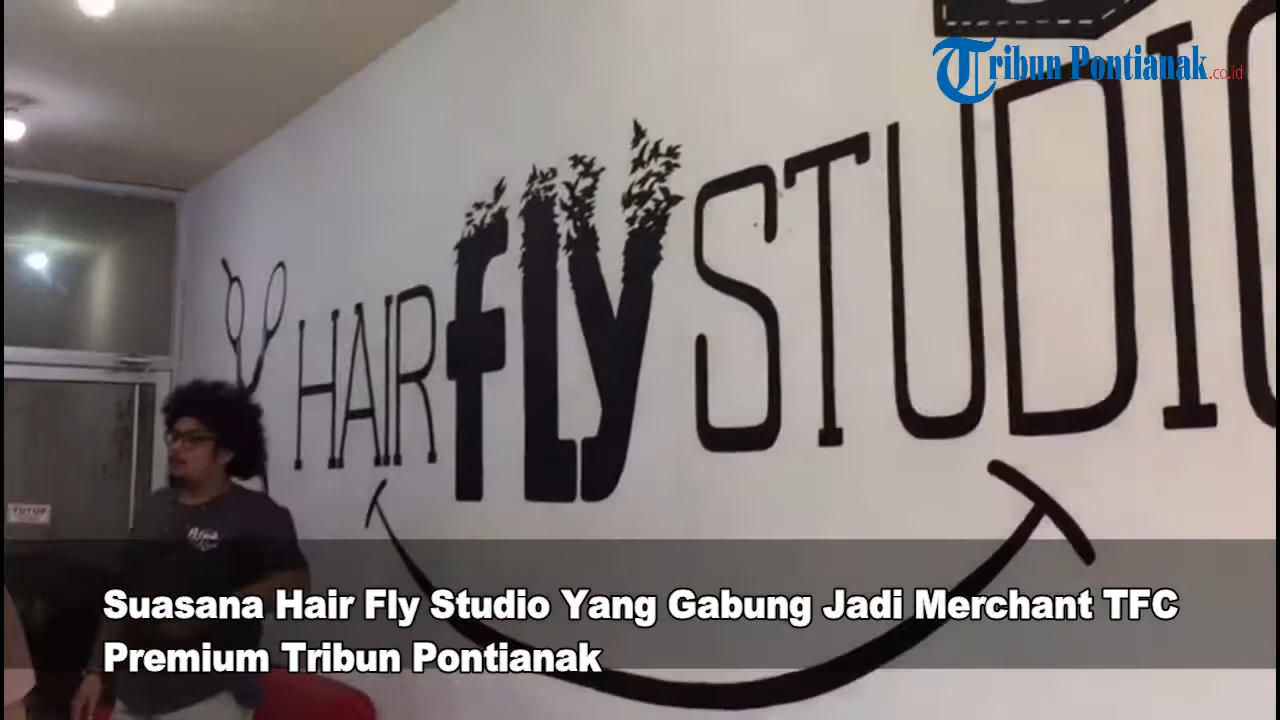 Tribun Pontianak.co.id
HAIR FLY STUDIO
TUTUP
Suasana Hair Fly Studio Yang Gabung Jadi Merchant TFC
Premium Tribun Pontianak